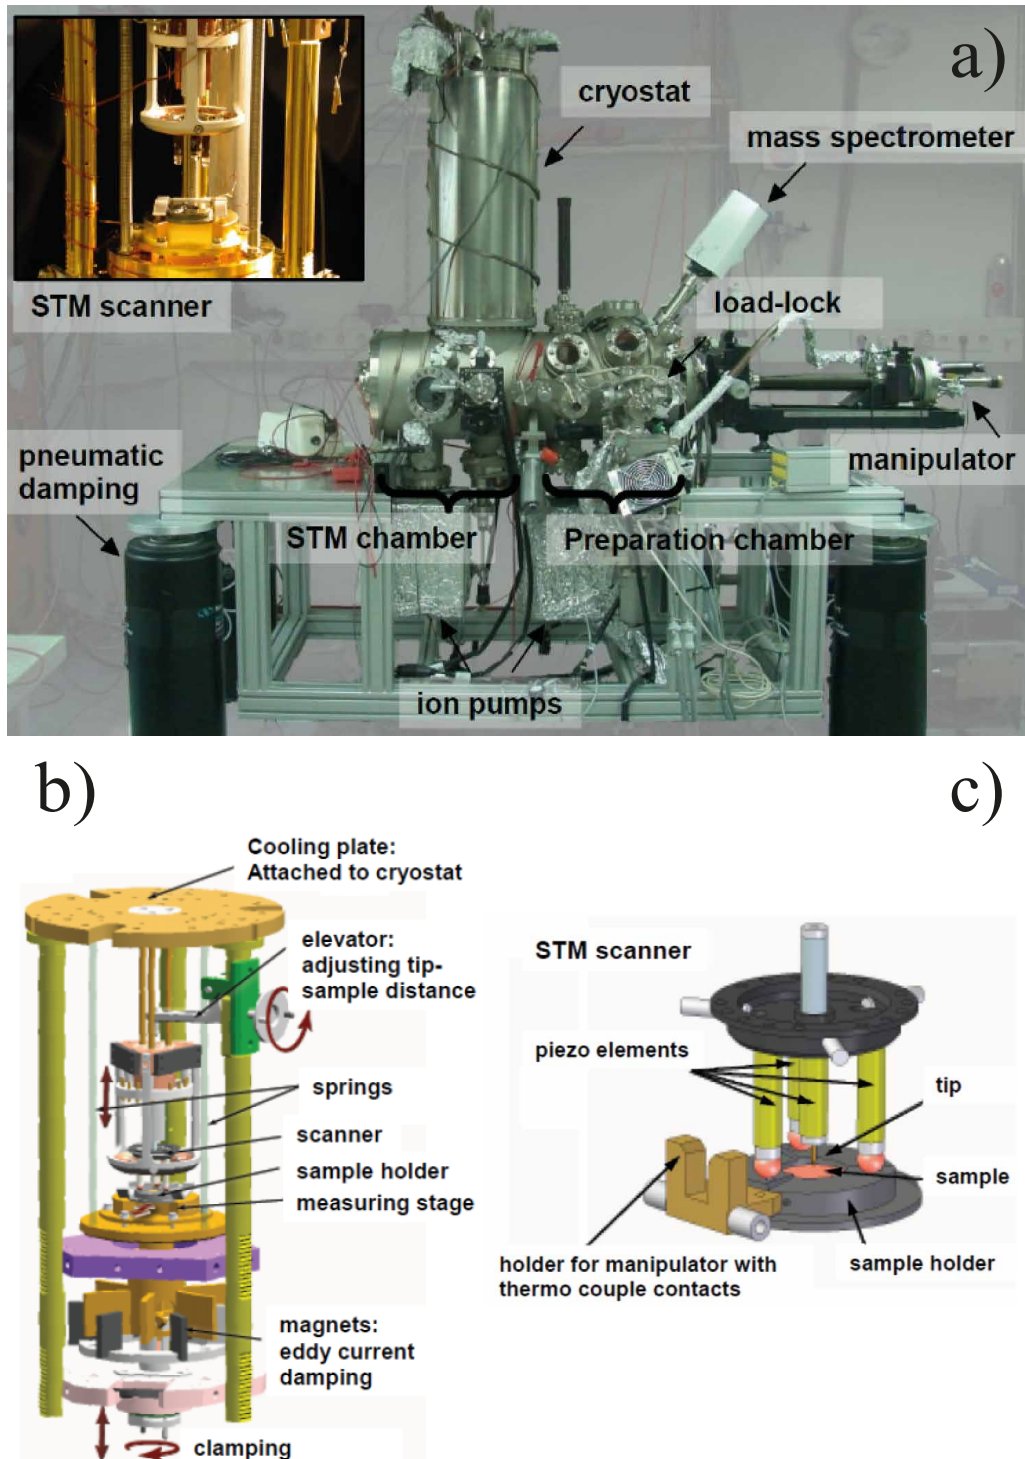 a)
cryostat
mass spectrometer
STM scanner
load-lock
pneumatic
damping
manipulator
STM chamber
Preparation chamber
ion pumps
b)
c)
Cooling plate:
Attached to cryostat
elevator:
adjusting tip-
sample distance
springs
scanner
sample holder
measuring stage
magnets:
eddy current
damping
clamping
STM scanner
piezo elements
tip
sample
sample holder
holder for manipulator with
thermo couple contacts